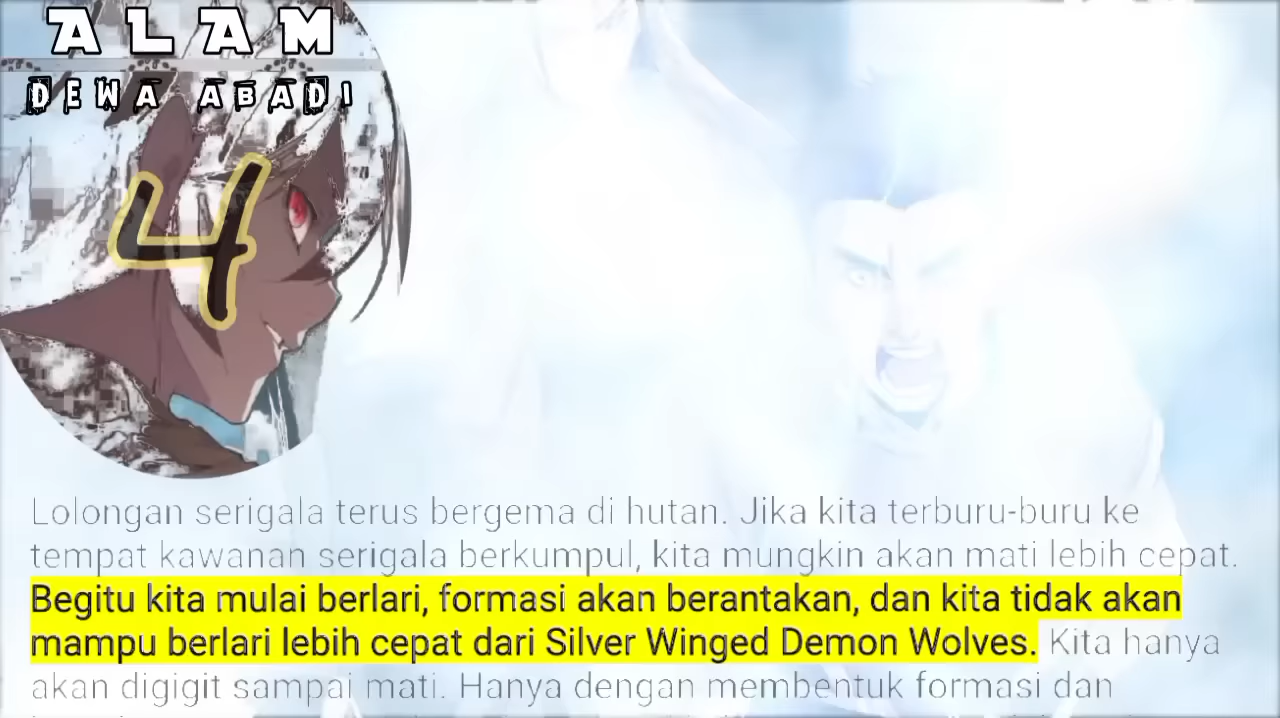 ALAM
DEWA ABADI
4
Lolongan serigala terus bergema di hutan. Jika kita terburu-buru ke
tempat kawanan serigala berkumpul, kita mungkin akan mati lebih cepat.
Begitu kita mulai berlari, formasi akan berantakan, dan kita tidak akan
mampu berlari lebih cepat dari Silver Winged Demon Wolves. Kita hanya
akan digigit sampai mati. Hanya dengan membentuk formasi dan